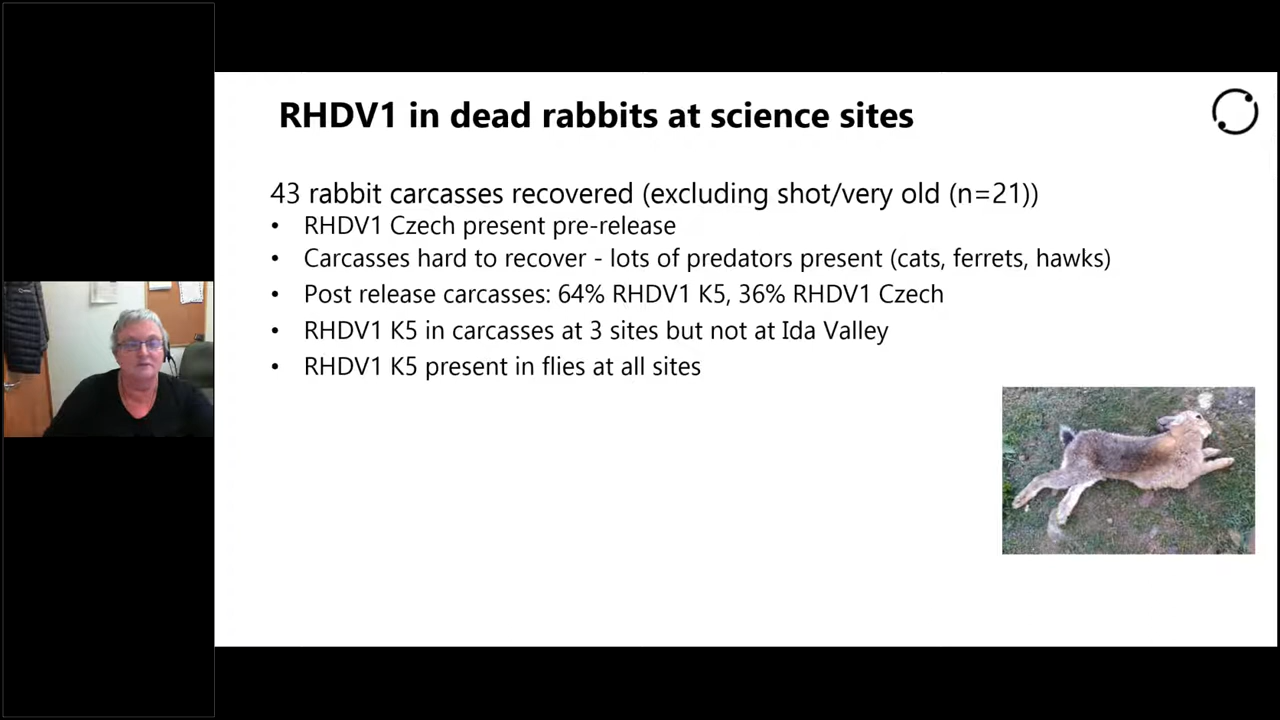 RHDV1 in dead rabbits at science sites
43 rabbit carcasses recovered (excluding shot/very old (n=21))
• RHDV1 Czech present pre-release
• Carcasses hard to recover - lots of predators present (cats, ferrets, hawks)
• Post release carcasses: 64% RHDV1 K5, 36% RHDV1 Czech
• RHDV1 K5 in carcasses at 3 sites but not at Ida Valley
• RHDV1 K5 present in flies at all sites